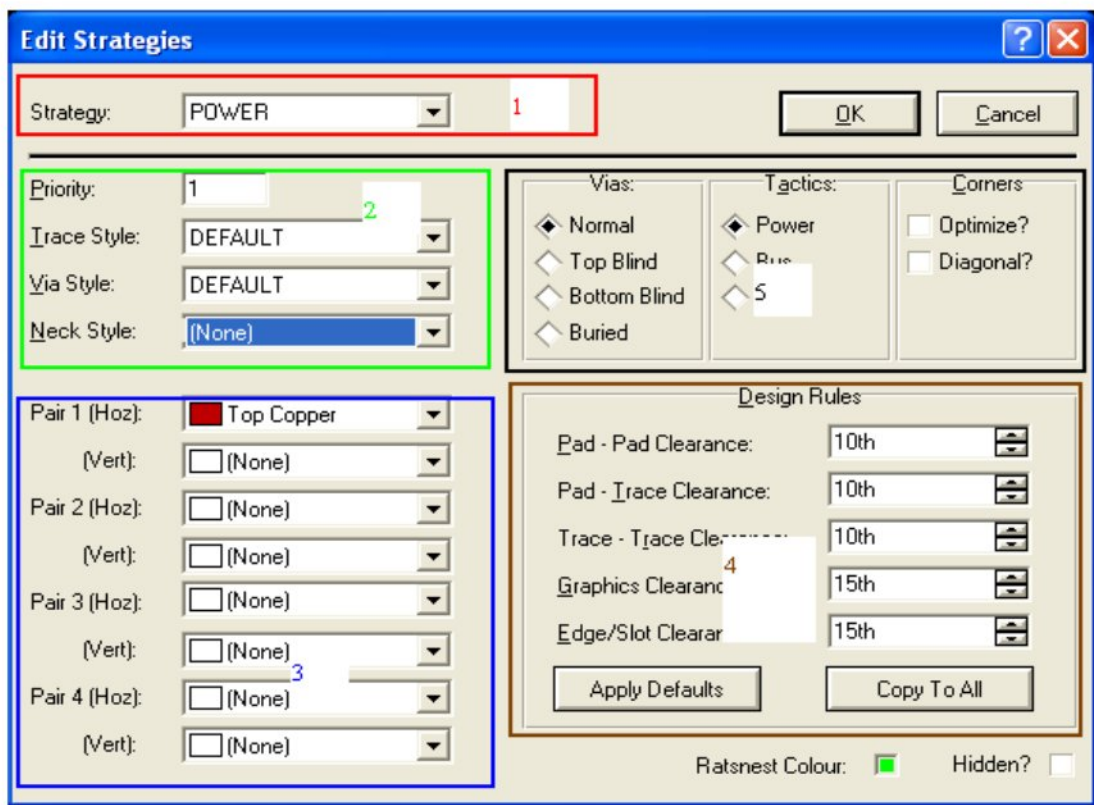 Edit Strategies
Strategy: POWER 1 OK Cancel
Priority: 1
2
Trace Style: DEFAULT
Via Style: DEFAULT
Neck Style: (None)
Vias:
Normal
Top Blind
Bottom Blind
Buried
Tactics:
Power
5
Corners
Optimize?
Diagonal?
Pair 1 (Hoz): Top Copper
(Vert): (None)
Pair 2 (Hoz): (None)
(Vert): (None)
Pair 3 (Hoz): (None)
(Vert): (None)
3
Pair 4 (Hoz): (None)
(Vert): (None)
Design Rules
Pad - Pad Clearance: 10th
Pad - Trace Clearance: 10th
Trace - Trace 10th
4
Graphics 15th
Edge/Slot 15th
Apply Defaults Copy To All
Ratsnest Colour: Hidden?